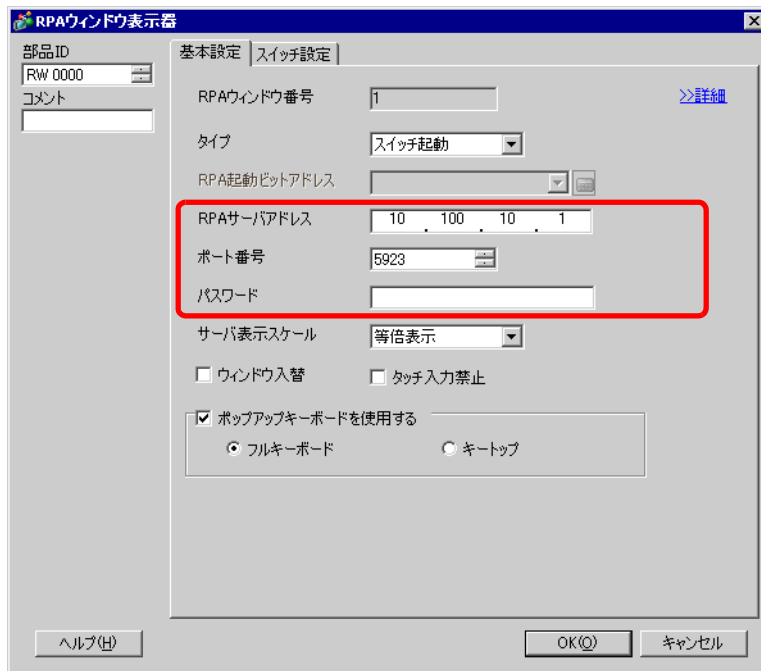 RPAウィンドウ表示器
部品ID
RW 0000
コメント
基本設定 スイッチ設定
RPAウィンドウ番号 1 >>詳細
タイプ スイッチ起動
RPA起動ビットアドレス
RPAサーバアドレス 10 . 100 . 10 . 1
ポート番号 5923
パスワード
サーバ表示スケール 等倍表示
ウィンドウ入替 タッチ入力禁止
ポップアップキーボードを使用する
フルキーボード キートップ
ヘルプ(H) OK(O) キャンセル